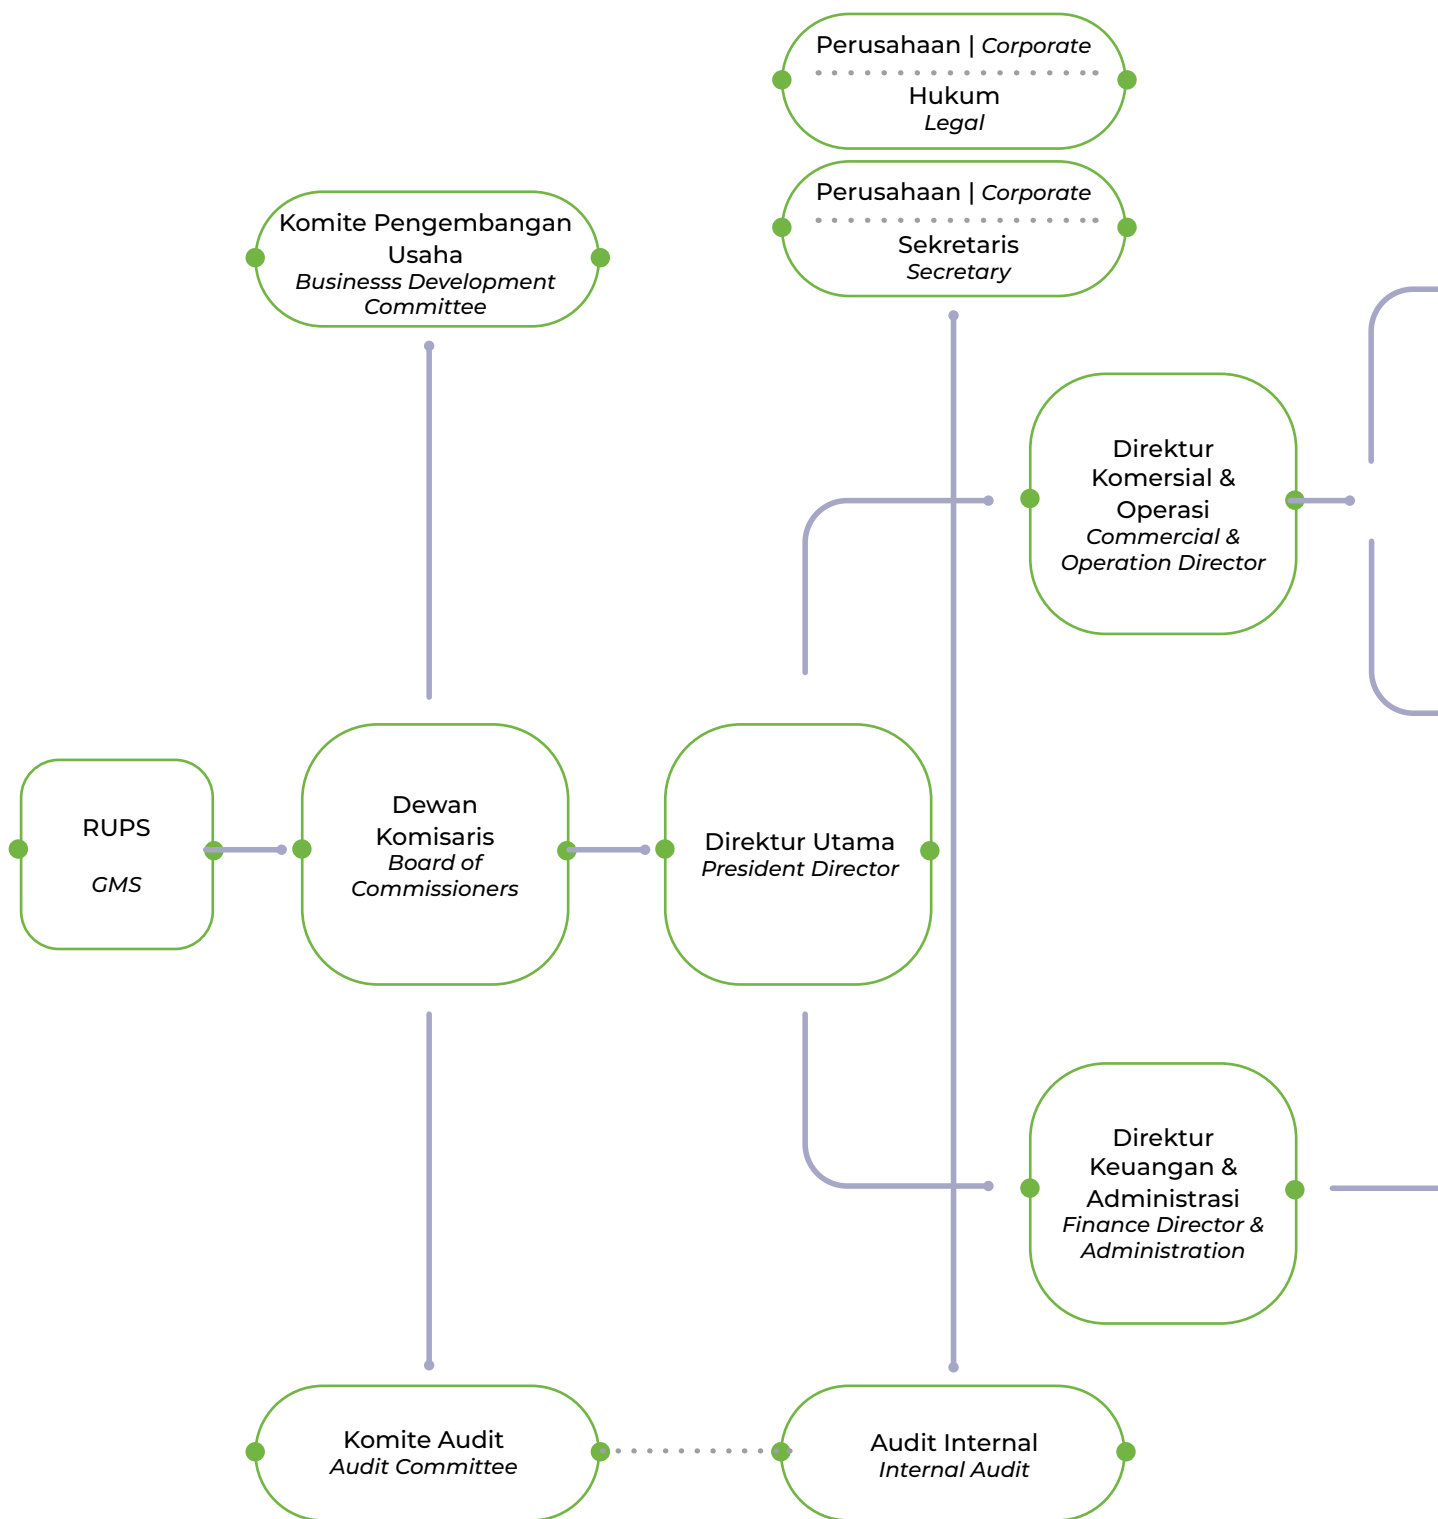 Perusahaan | Corporate
Hukum
Legal
Perusahaan | Corporate
Sekretaris
Secretary
Komite Pengembangan
Usaha
Businesss Development
Committee
Direktur
Komersial &
Operasi
Commercial &
Operation Director
RUPS
GMS
Dewan
Komisaris
Board of
Commissioners
Direktur Utama
President Director
Direktur
Keuangan &
Administrasi
Finance Director &
Administration
Komite Audit
Audit Committee
Audit Internal
Internal Audit